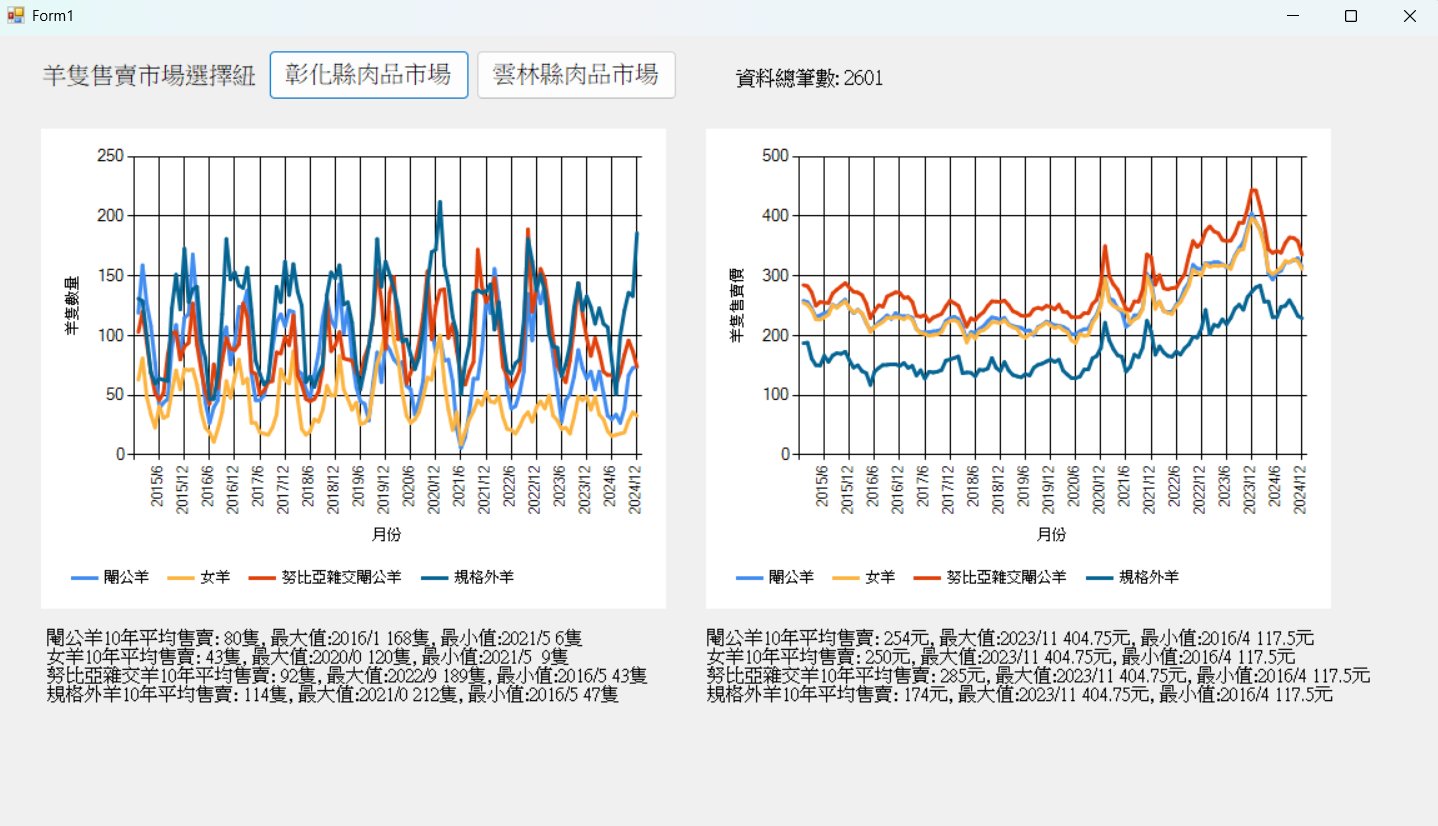 Form1
羊隻售賣市場選擇紐 彰化縣肉品市場 雲林縣肉品市場 資料總筆數: 2601
250
200
150
100
50
0
羊隻數量
2015/6 2015/12 2016/6 2016/12 2017/6 2017/12 2018/6 2018/12 2019/6 2019/12 2020/6 2020/12 2021/6 2021/12 2022/6 2022/12 2023/6 2023/12 2024/6 2024/12
月份
閹公羊 女羊 努比亞雜交閹公羊 規格外羊
500
400
300
200
100
0
羊隻售賣價
2015/6 2015/12 2016/6 2016/12 2017/6 2017/12 2018/6 2018/12 2019/6 2019/12 2020/6 2020/12 2021/6 2021/12 2022/6 2022/12 2023/6 2023/12 2024/6 2024/12
月份
閹公羊 女羊 努比亞雜交閹公羊 規格外羊
閹公羊10年平均售賣: 80隻, 最大值:2016/1 168隻, 最小值:2021/5 6隻
女羊10年平均售賣: 43隻, 最大值:2020/0 120隻, 最小值:2021/5 9隻
努比亞雜交羊10年平均售賣: 92隻, 最大值:2022/9 189隻, 最小值:2016/5 43隻
規格外羊10年平均售賣: 114隻, 最大值:2021/0 212隻, 最小值:2016/5 47隻
閹公羊10年平均售賣: 254元, 最大值:2023/11 404.75元, 最小值:2016/4 117.5元
女羊10年平均售賣: 250元, 最大值:2023/11 404.75元, 最小值:2016/4 117.5元
努比亞雜交羊10年平均售賣: 285元, 最大值:2023/11 404.75元, 最小值:2016/4 117.5元
規格外羊10年平均售賣: 174元, 最大值:2023/11 404.75元, 最小值:2016/4 117.5元